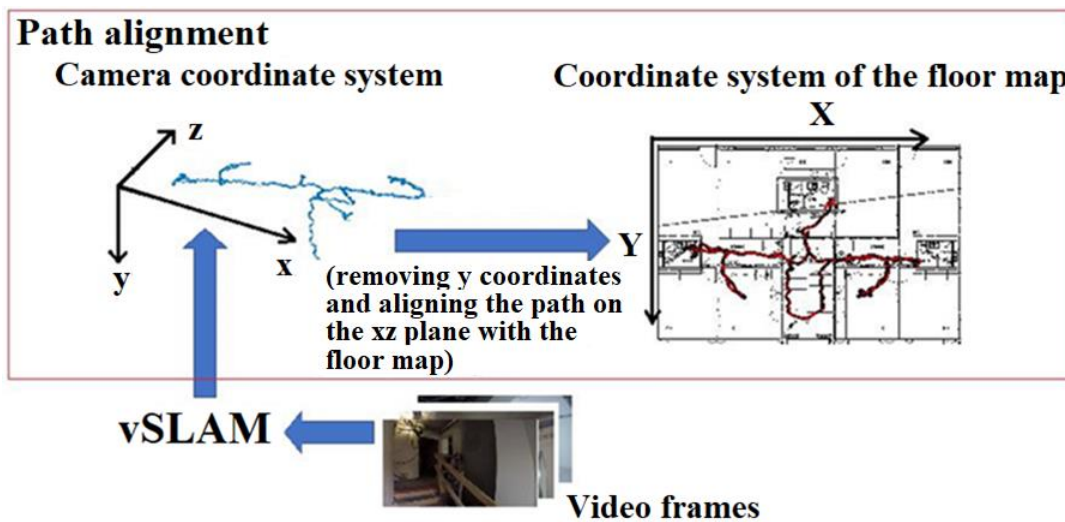 Path alignment
Camera coordinate system
Coordinate system of the floor map
z
y
x
X
Y
(removing y coordinates
and aligning the path on
the xz plane with the
floor map)
vSLAM
Video frames